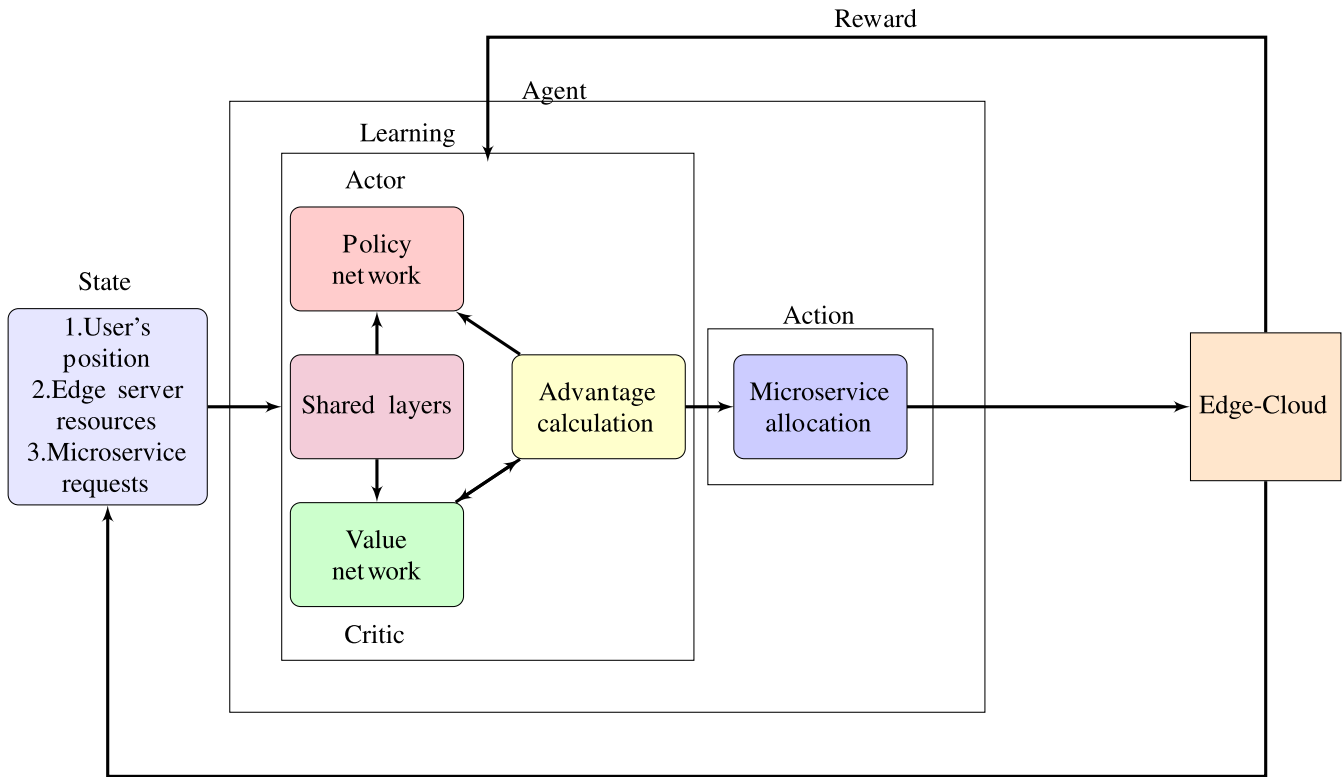 Reward
Agent
Learning
Actor
Policy
network
State
1.User's
position
2.Edge server
resources
3.Microservice
requests
Shared layers
Advantage
calculation
Action
Microservice
allocation
Edge-Cloud
Value
network
Critic